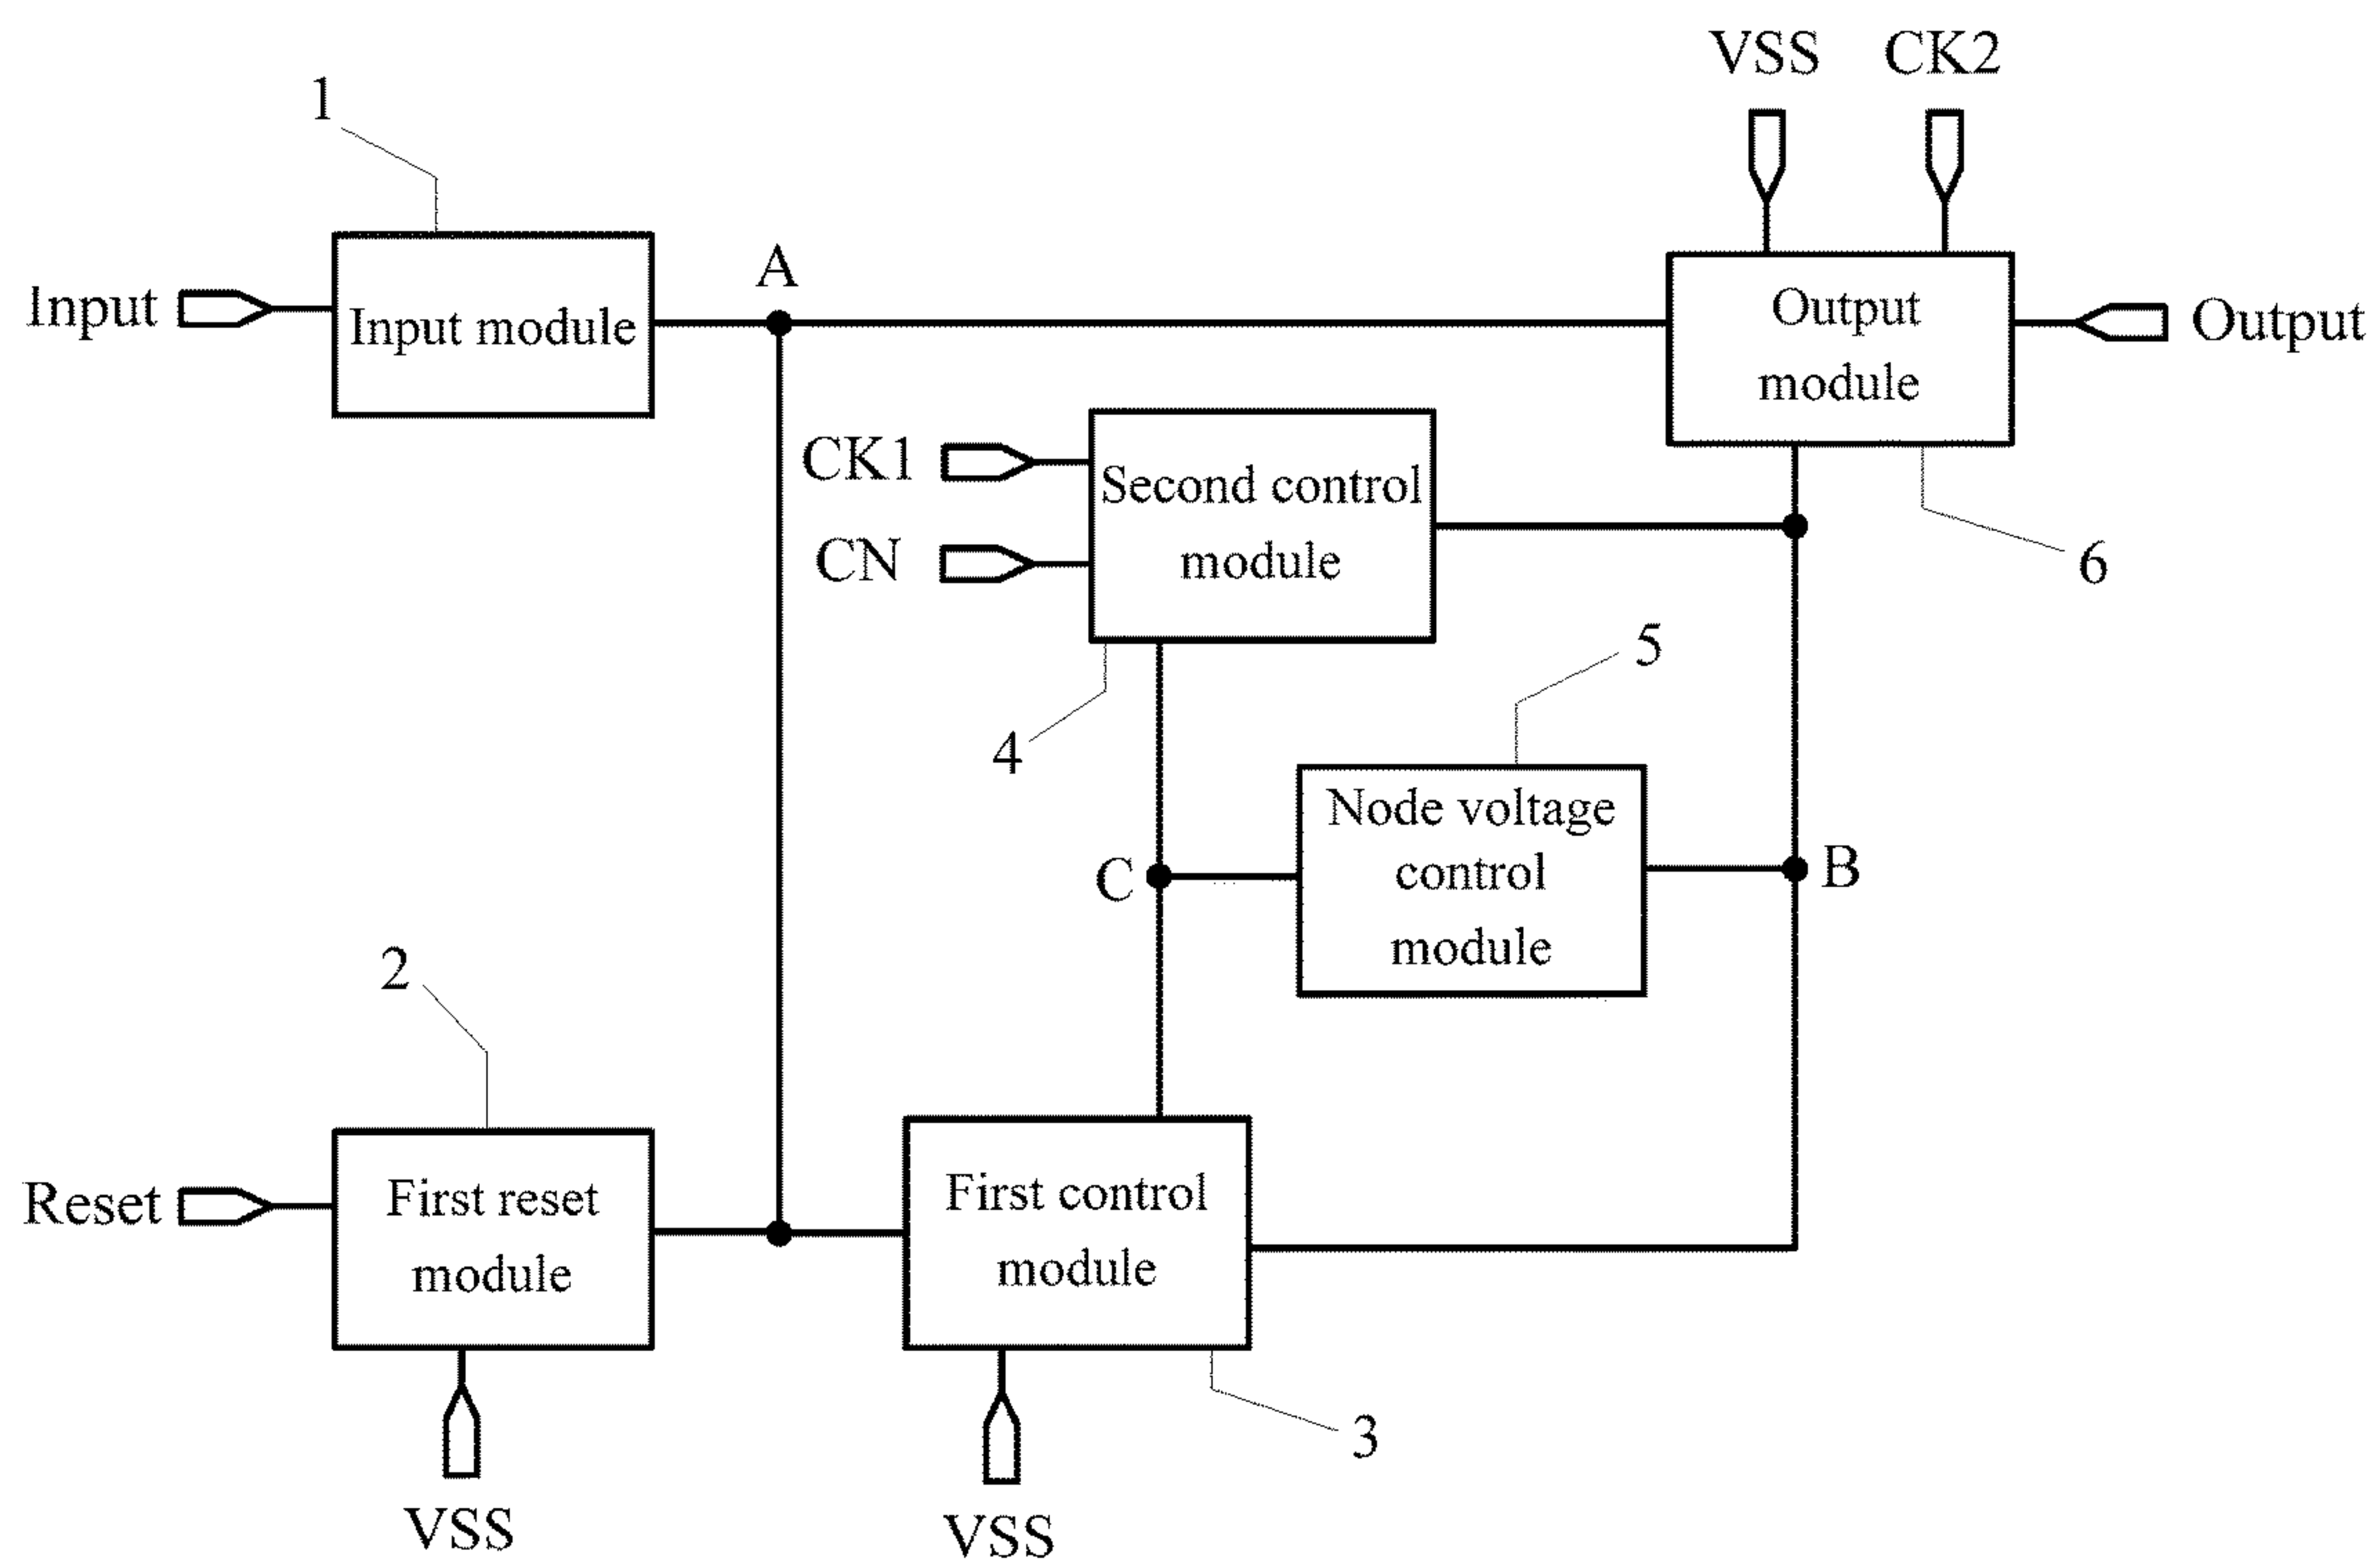 VSS CK2
1
Input
Input module
A
Output
module
Output
CK1
CN
Second control
module
6
5
4
Node voltage
control
module
C
B
2
Reset
First reset
module
First control
module
3
VSS
VSS